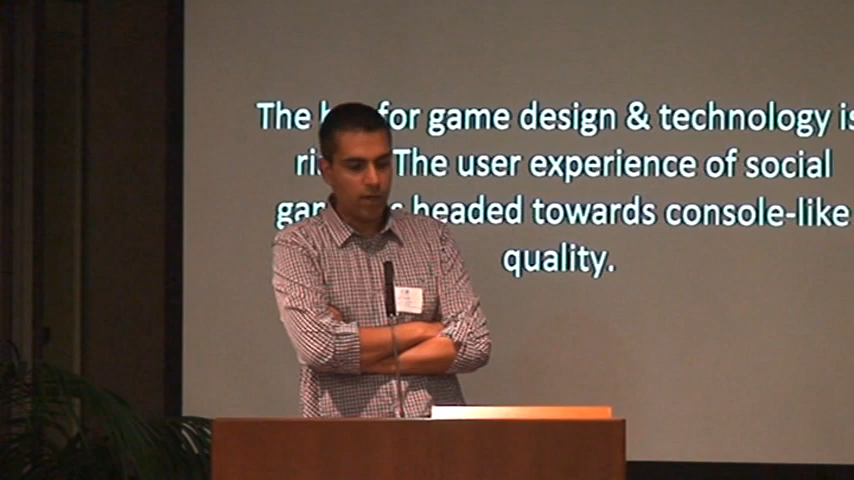 The for game design & technology is
The user experience of social
headed towards console-like
quality.